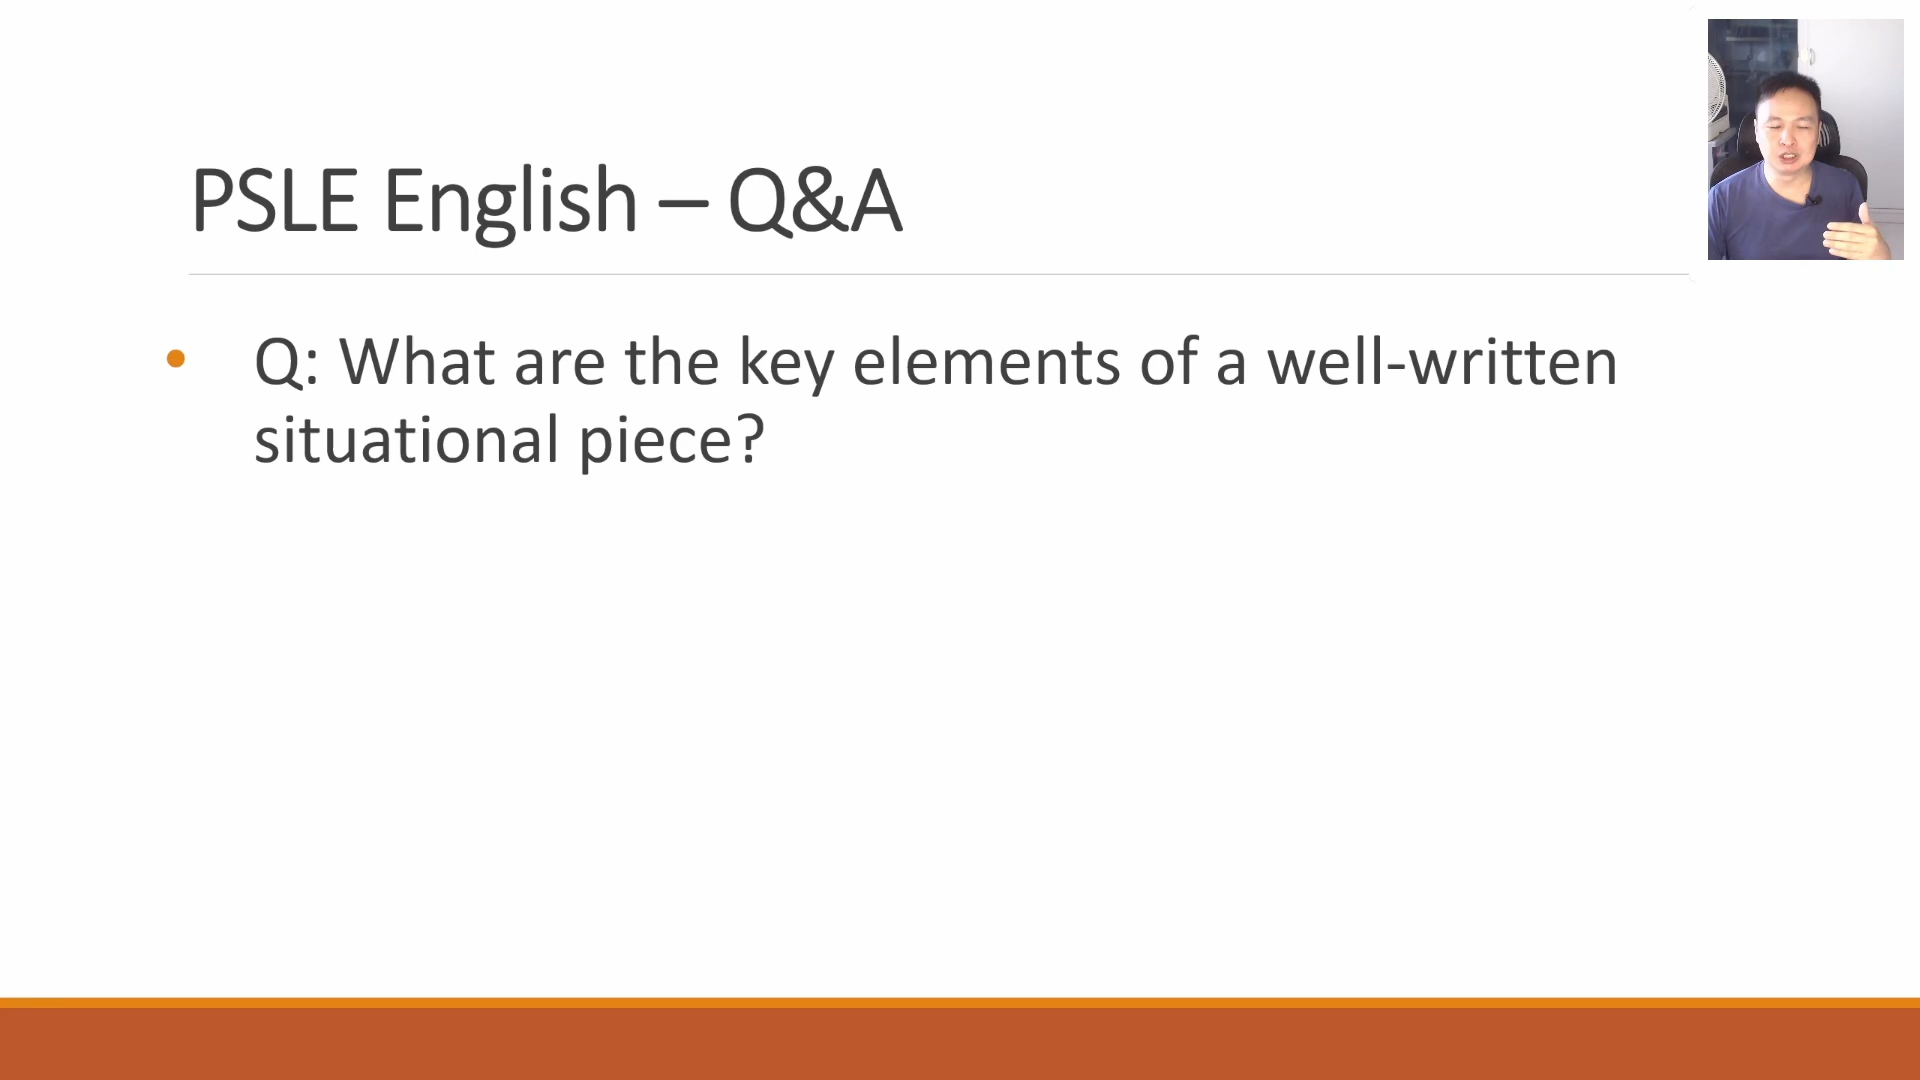 PSLE English – Q&A
• Q: What are the key elements of a well-written
situational piece?